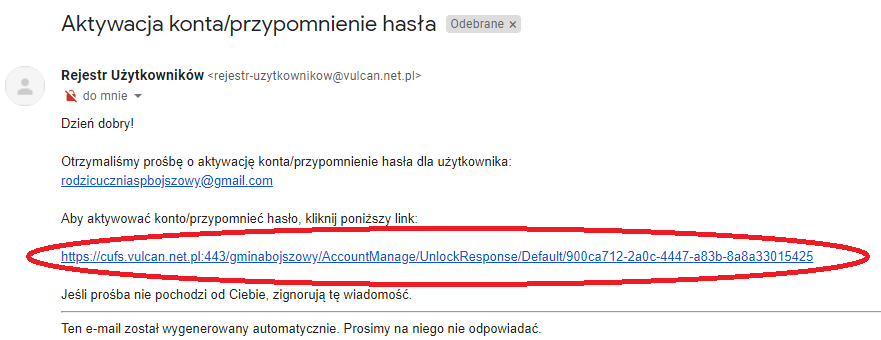 Aktywacja konta/przypomnienie hasła Odebrane ×
Rejestr Użytkowników <rejestr-uzytkownikow@vulcan.net.pl>
do mnie
Dzień dobry!
Otrzymaliśmy prośbę o aktywację konta/przypomnienie hasła dla użytkownika:
rodzicuczniaspbojszowy@gmail.com
Aby aktywować konto/przypomnieć hasło, kliknij poniższy link:
https://cufs.vulcan.net.pl:443/gminabojszowy/AccountManage/UnlockResponse/Default/900ca712-2a0c-4447-a83b-8a8a33015425
Jeśli prośba nie pochodzi od Ciebie, zignorują tę wiadomość.
Ten e-mail został wygenerowany automatycznie. Prosimy na niego nie odpowiadać.